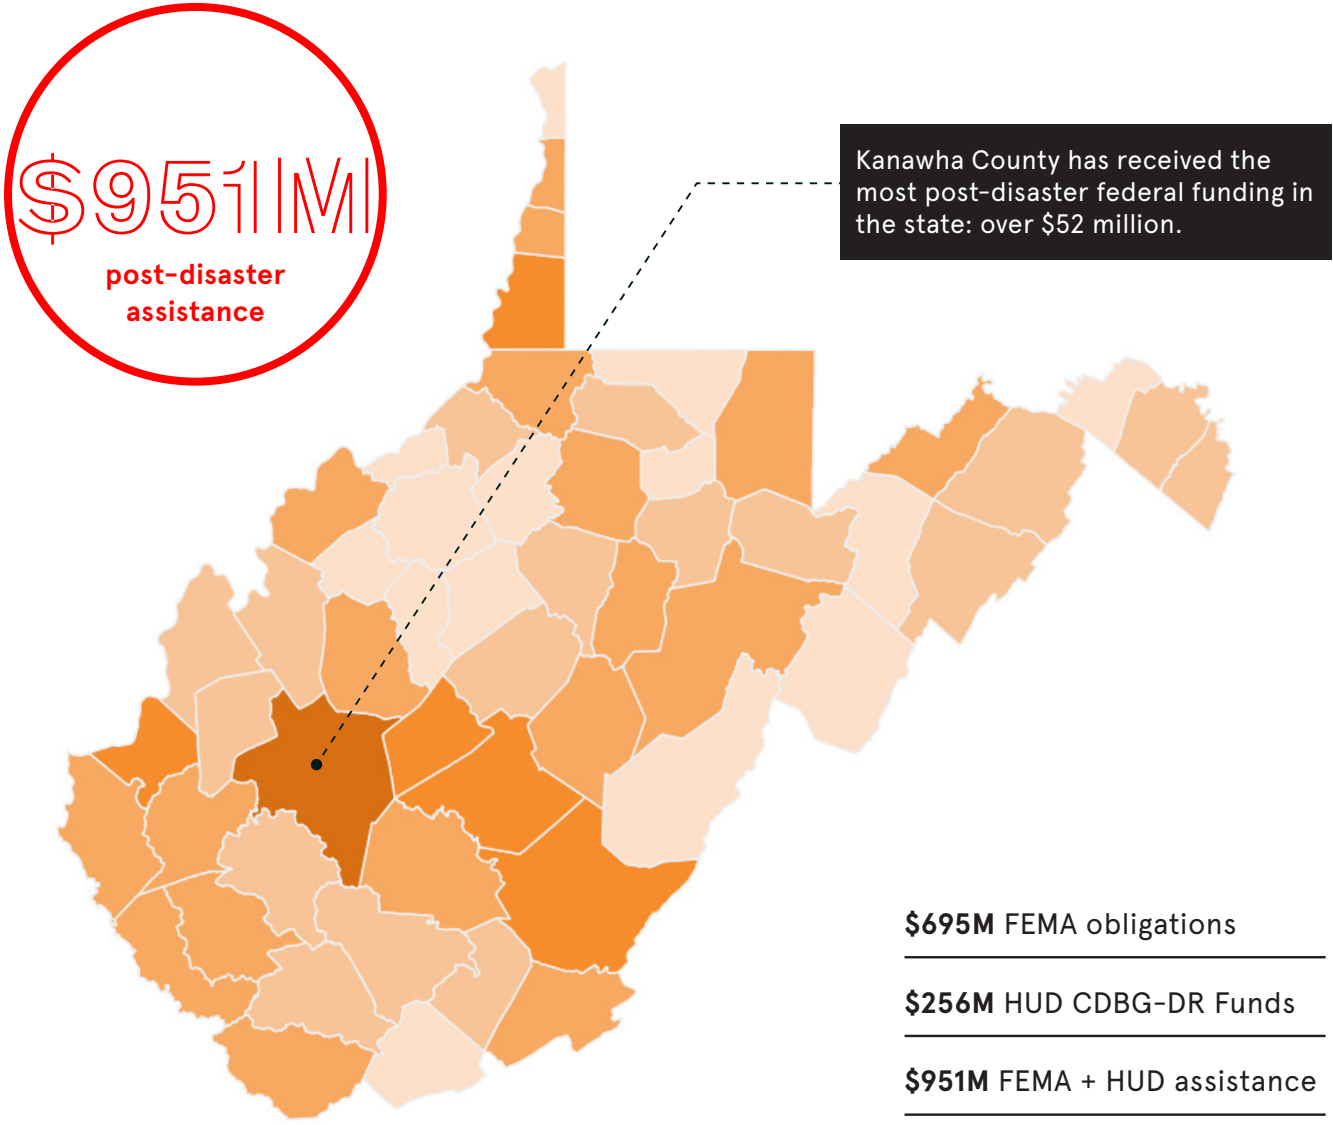 $951M
post-disaster
assistance
Kanawha County has received the
most post-disaster federal funding in
the state: over $52 million.
$695M FEMA obligations
$256M HUD CDBG-DR Funds
$951M FEMA + HUD assistance